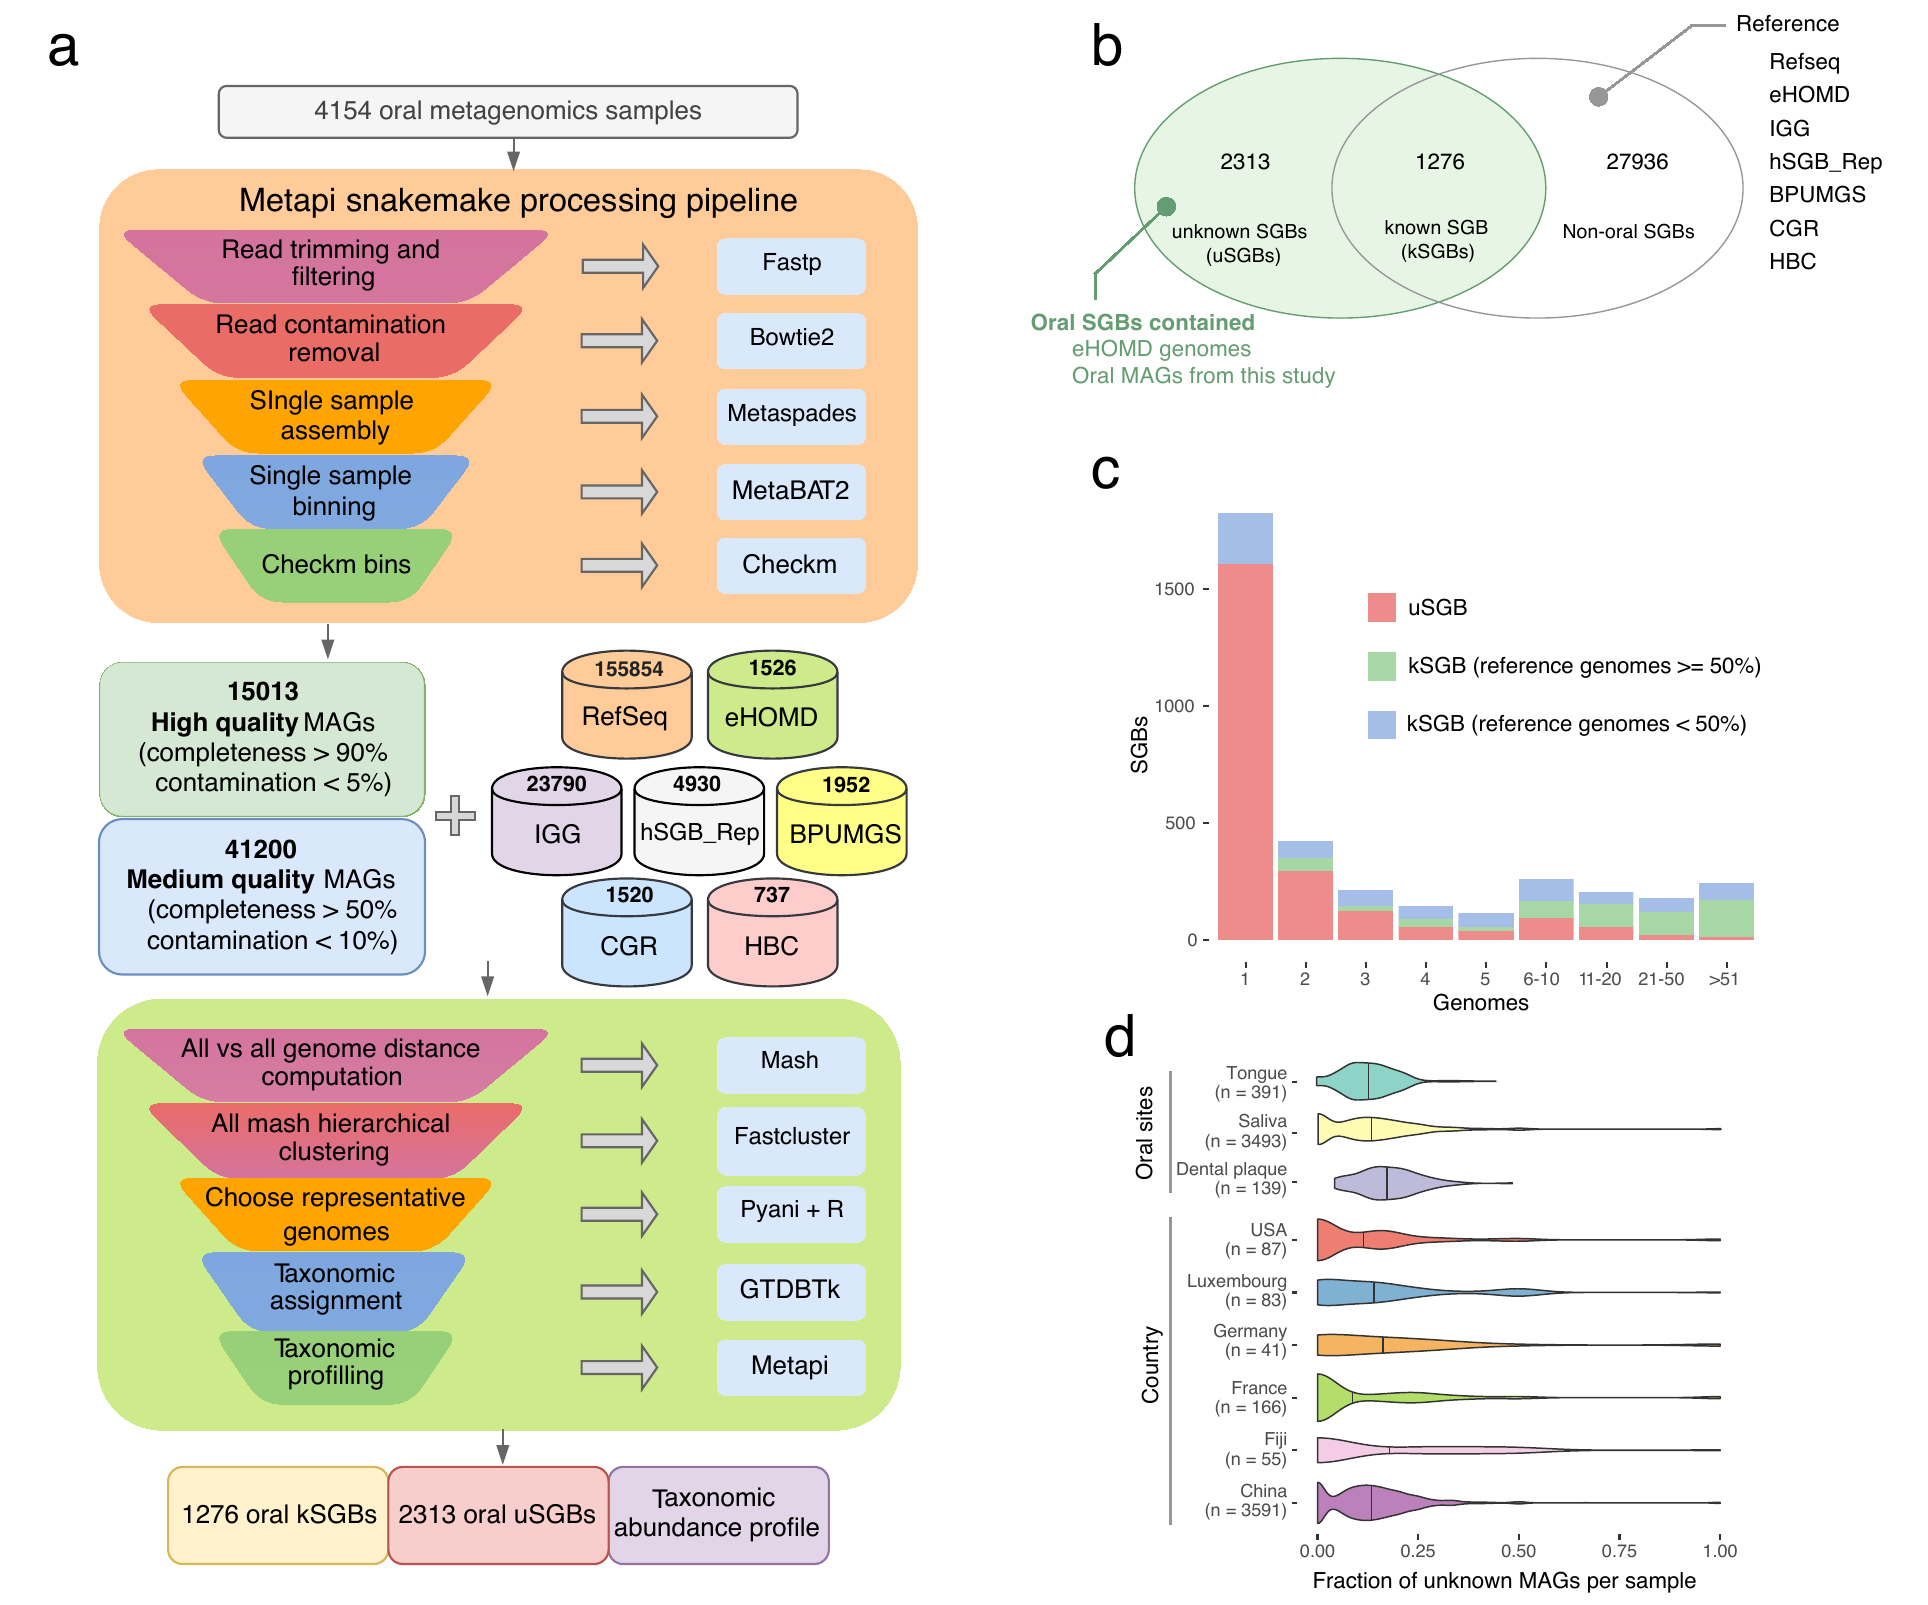 a
4154 oral metagenomics samples
Metapi snakemake processing pipeline
Read trimming and
filtering
Fastp
Read contamination
removal
Bowtie2
SIngle sample
assembly
Metaspades
Single sample
binning
MetaBAT2
Checkm bins
Checkm
15013
High quality MAGs
(completeness > 90%
contamination < 5%)
41200
Medium quality MAGs
(completeness > 50%
contamination < 10%)
155854
RefSeq
1526
eHOMD
23790
IGG
4930
hSGB_Rep
1952
BPUMGS
1520
CGR
737
HBC
All vs all genome distance
computation
Mash
All mash hierarchical
clustering
Fastcluster
Choose representative
genomes
Pyani + R
Taxonomic
assignment
GTDBTk
Taxonomic
profilling
Metapi
1276 oral kSGBs
2313 oral uSGBs
Taxonomic
abundance profile
b
Reference
Refseq
eHOMD
IGG
hSGB_Rep
BPUMGS
CGR
HBC
2313
unknown SGBs
(uSGBs)
1276
known SGB
(kSGBs)
27936
Non-oral SGBs
Oral SGBs contained
eHOMD genomes
Oral MAGs from this study
c
SGBs
1500
1000
500
0
uSGB
kSGB (reference genomes >= 50%)
kSGB (reference genomes < 50%)
1 2 3 4 5 6-10 11-20 21-50 >51
Genomes
d
Oral sites
Tongue
(n = 391)
Saliva
(n = 3493)
Dental plaque
(n = 139)
Country
USA
(n = 87)
Luxembourg
(n = 83)
Germany
(n = 41)
France
(n = 166)
Fiji
(n = 55)
China
(n = 3591)
0.00 0.25 0.50 0.75 1.00
Fraction of unknown MAGs per sample